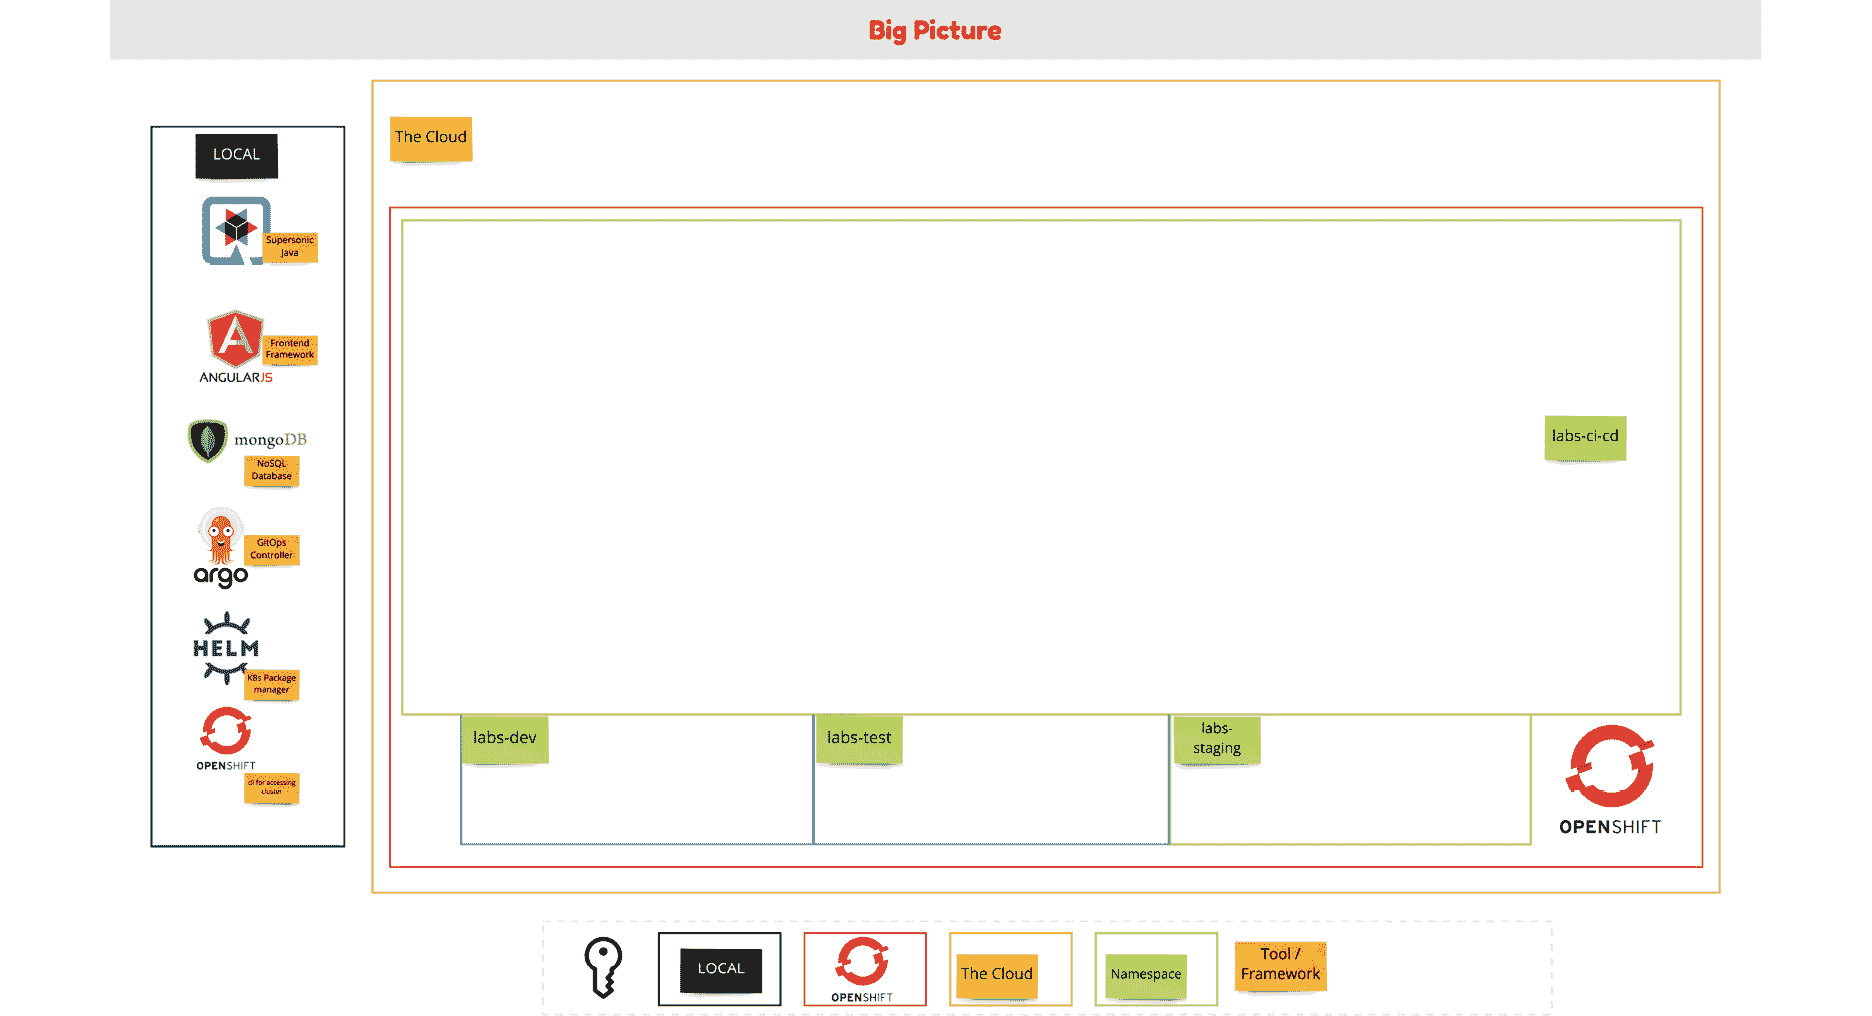 Big Picture
LOCAL
Supersonic
Java
Frontend
Framework
ANGULARJS
mongoDB
NoSQL
Database
GitOps
Controller
argo
HELM
K8s Package
manager
OPENSHIFT
cli for accessing
cluster
The Cloud
labs-ci-cd
labs-dev
labs-test
labs-
staging
OPENSHIFT
LOCAL
OPENSHIFT
The Cloud
Namespace
Tool /
Framework